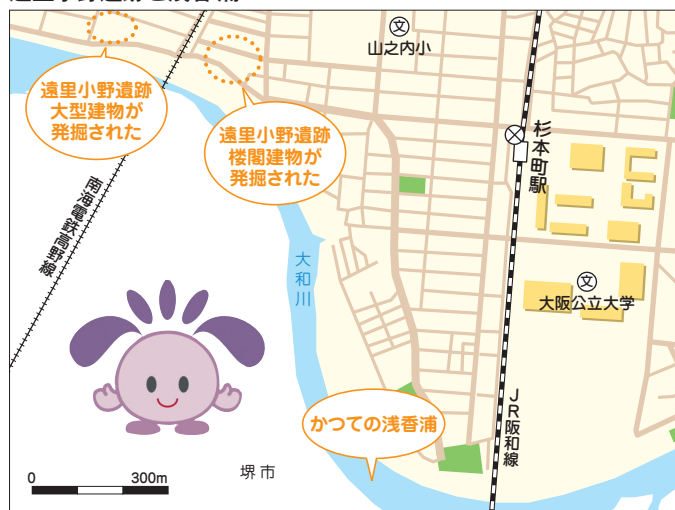 遠里小野遺跡
大型建物が
発掘された
遠里小野遺跡
楼閣建物が
発掘された
山之内小
文
杉本町駅
南海電鉄高野線
大和川
文
大阪公立大学
かつての浅香浦
JR阪和線
堺市
0 300m